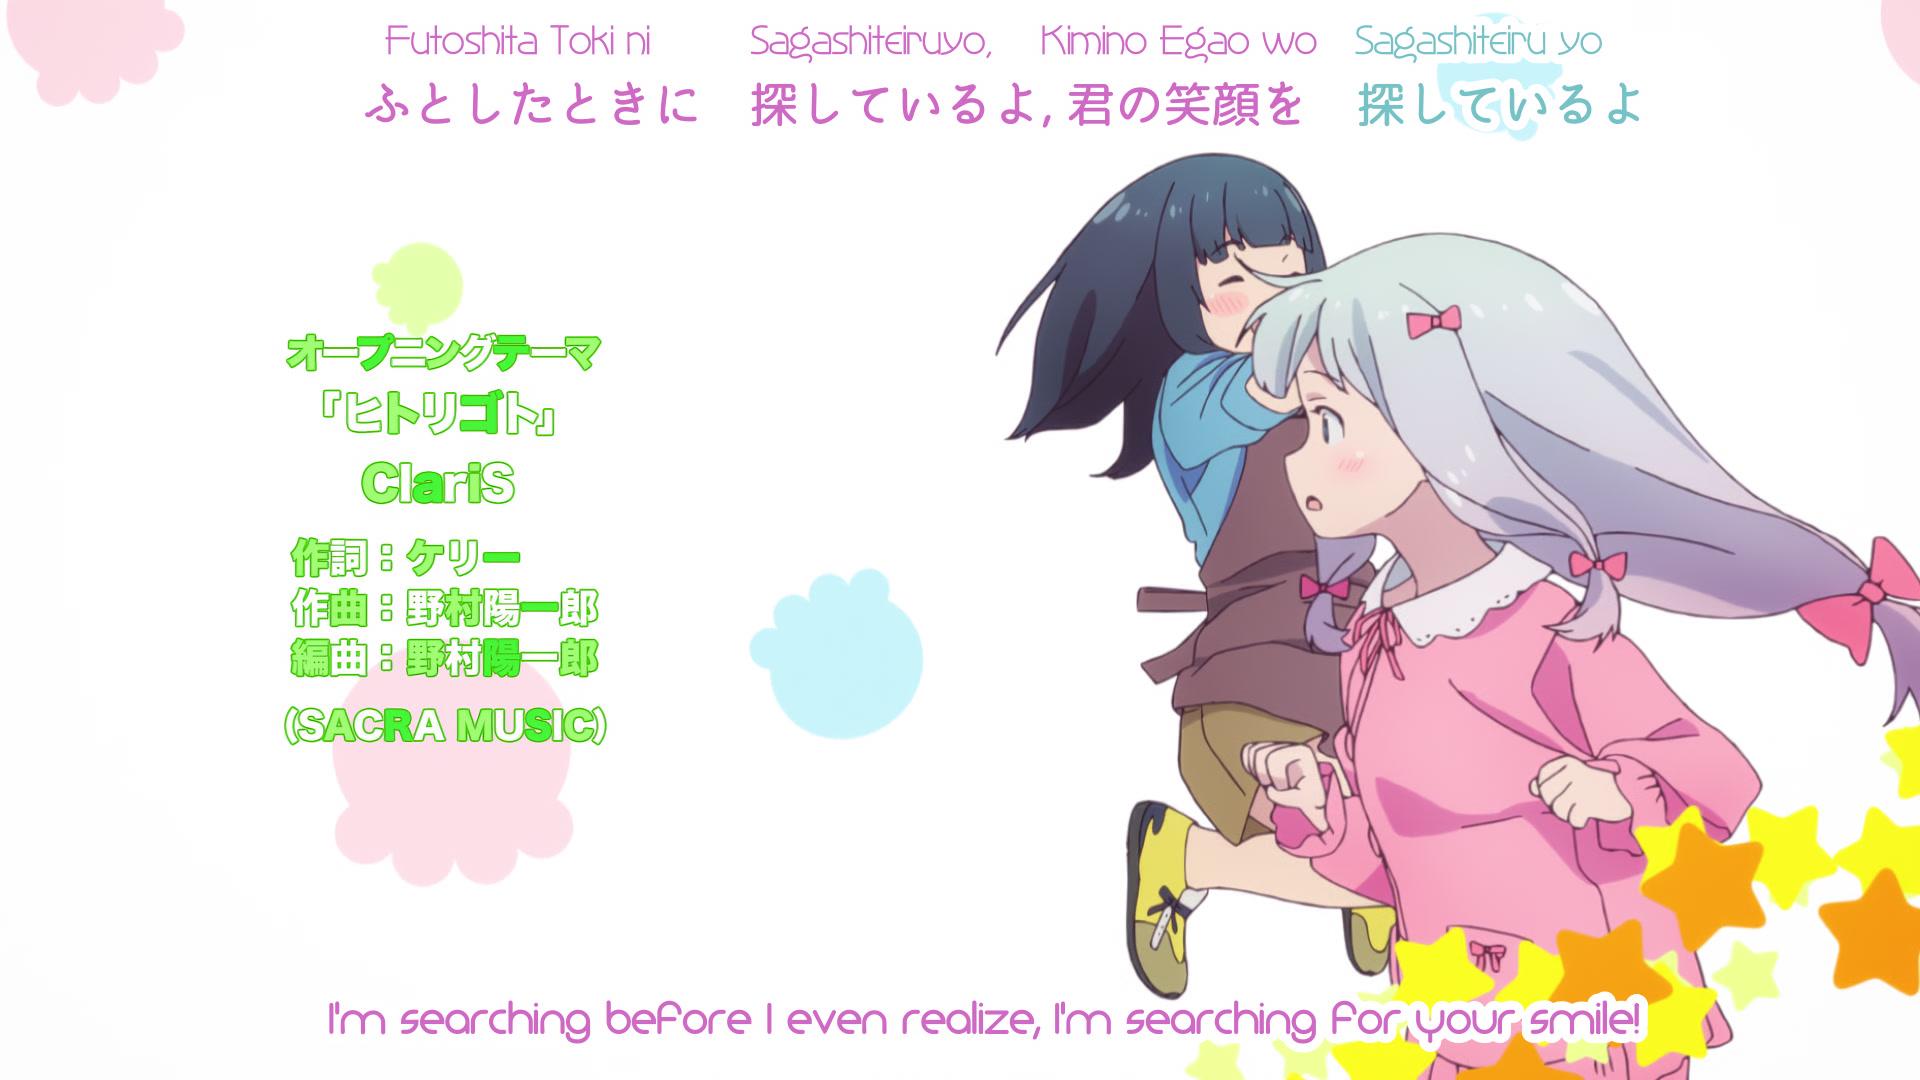 Futoshita Toki ni Sagashiteiruyo, Kimino Egao wo Sagashiteiru yo
ふとしたときに 探しているよ, 君の笑顔を 探しているよ
オープニングテーマ
「ヒトリゴト」
ClariS
作詞：ケリー
作曲：野村陽一郎
編曲：野村陽一郎
(SACRA MUSIC)
I'm searching before I even realize, I'm searching for your smile!